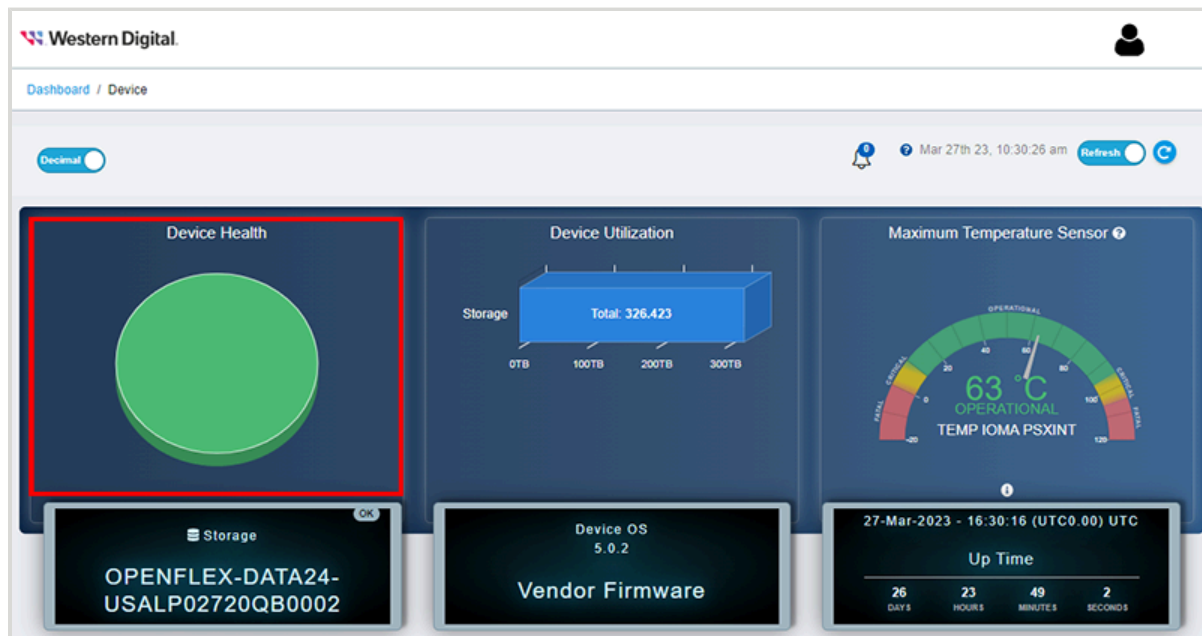 Western Digital.
Dashboard / Device
Decimal
0
Mar 27th 23, 10:30:26 am
Refresh
Device Health
Device Utilization
Storage
Total: 326.423
0TB 100TB 200TB 300TB
Maximum Temperature Sensor
FATAL CRITICAL OPERATIONAL CRITICAL FATAL
-20 0 20 40 60 80 100 120
63 °C
OPERATIONAL
TEMP IOMA PSXINT
OK
Storage
OPENFLEX-DATA24-
USALP02720QB0002
Device OS
5.0.2
Vendor Firmware
27-Mar-2023 - 16:30:16 (UTC0.00) UTC
Up Time
26 23 49 2
DAYS HOURS MINUTES SECONDS